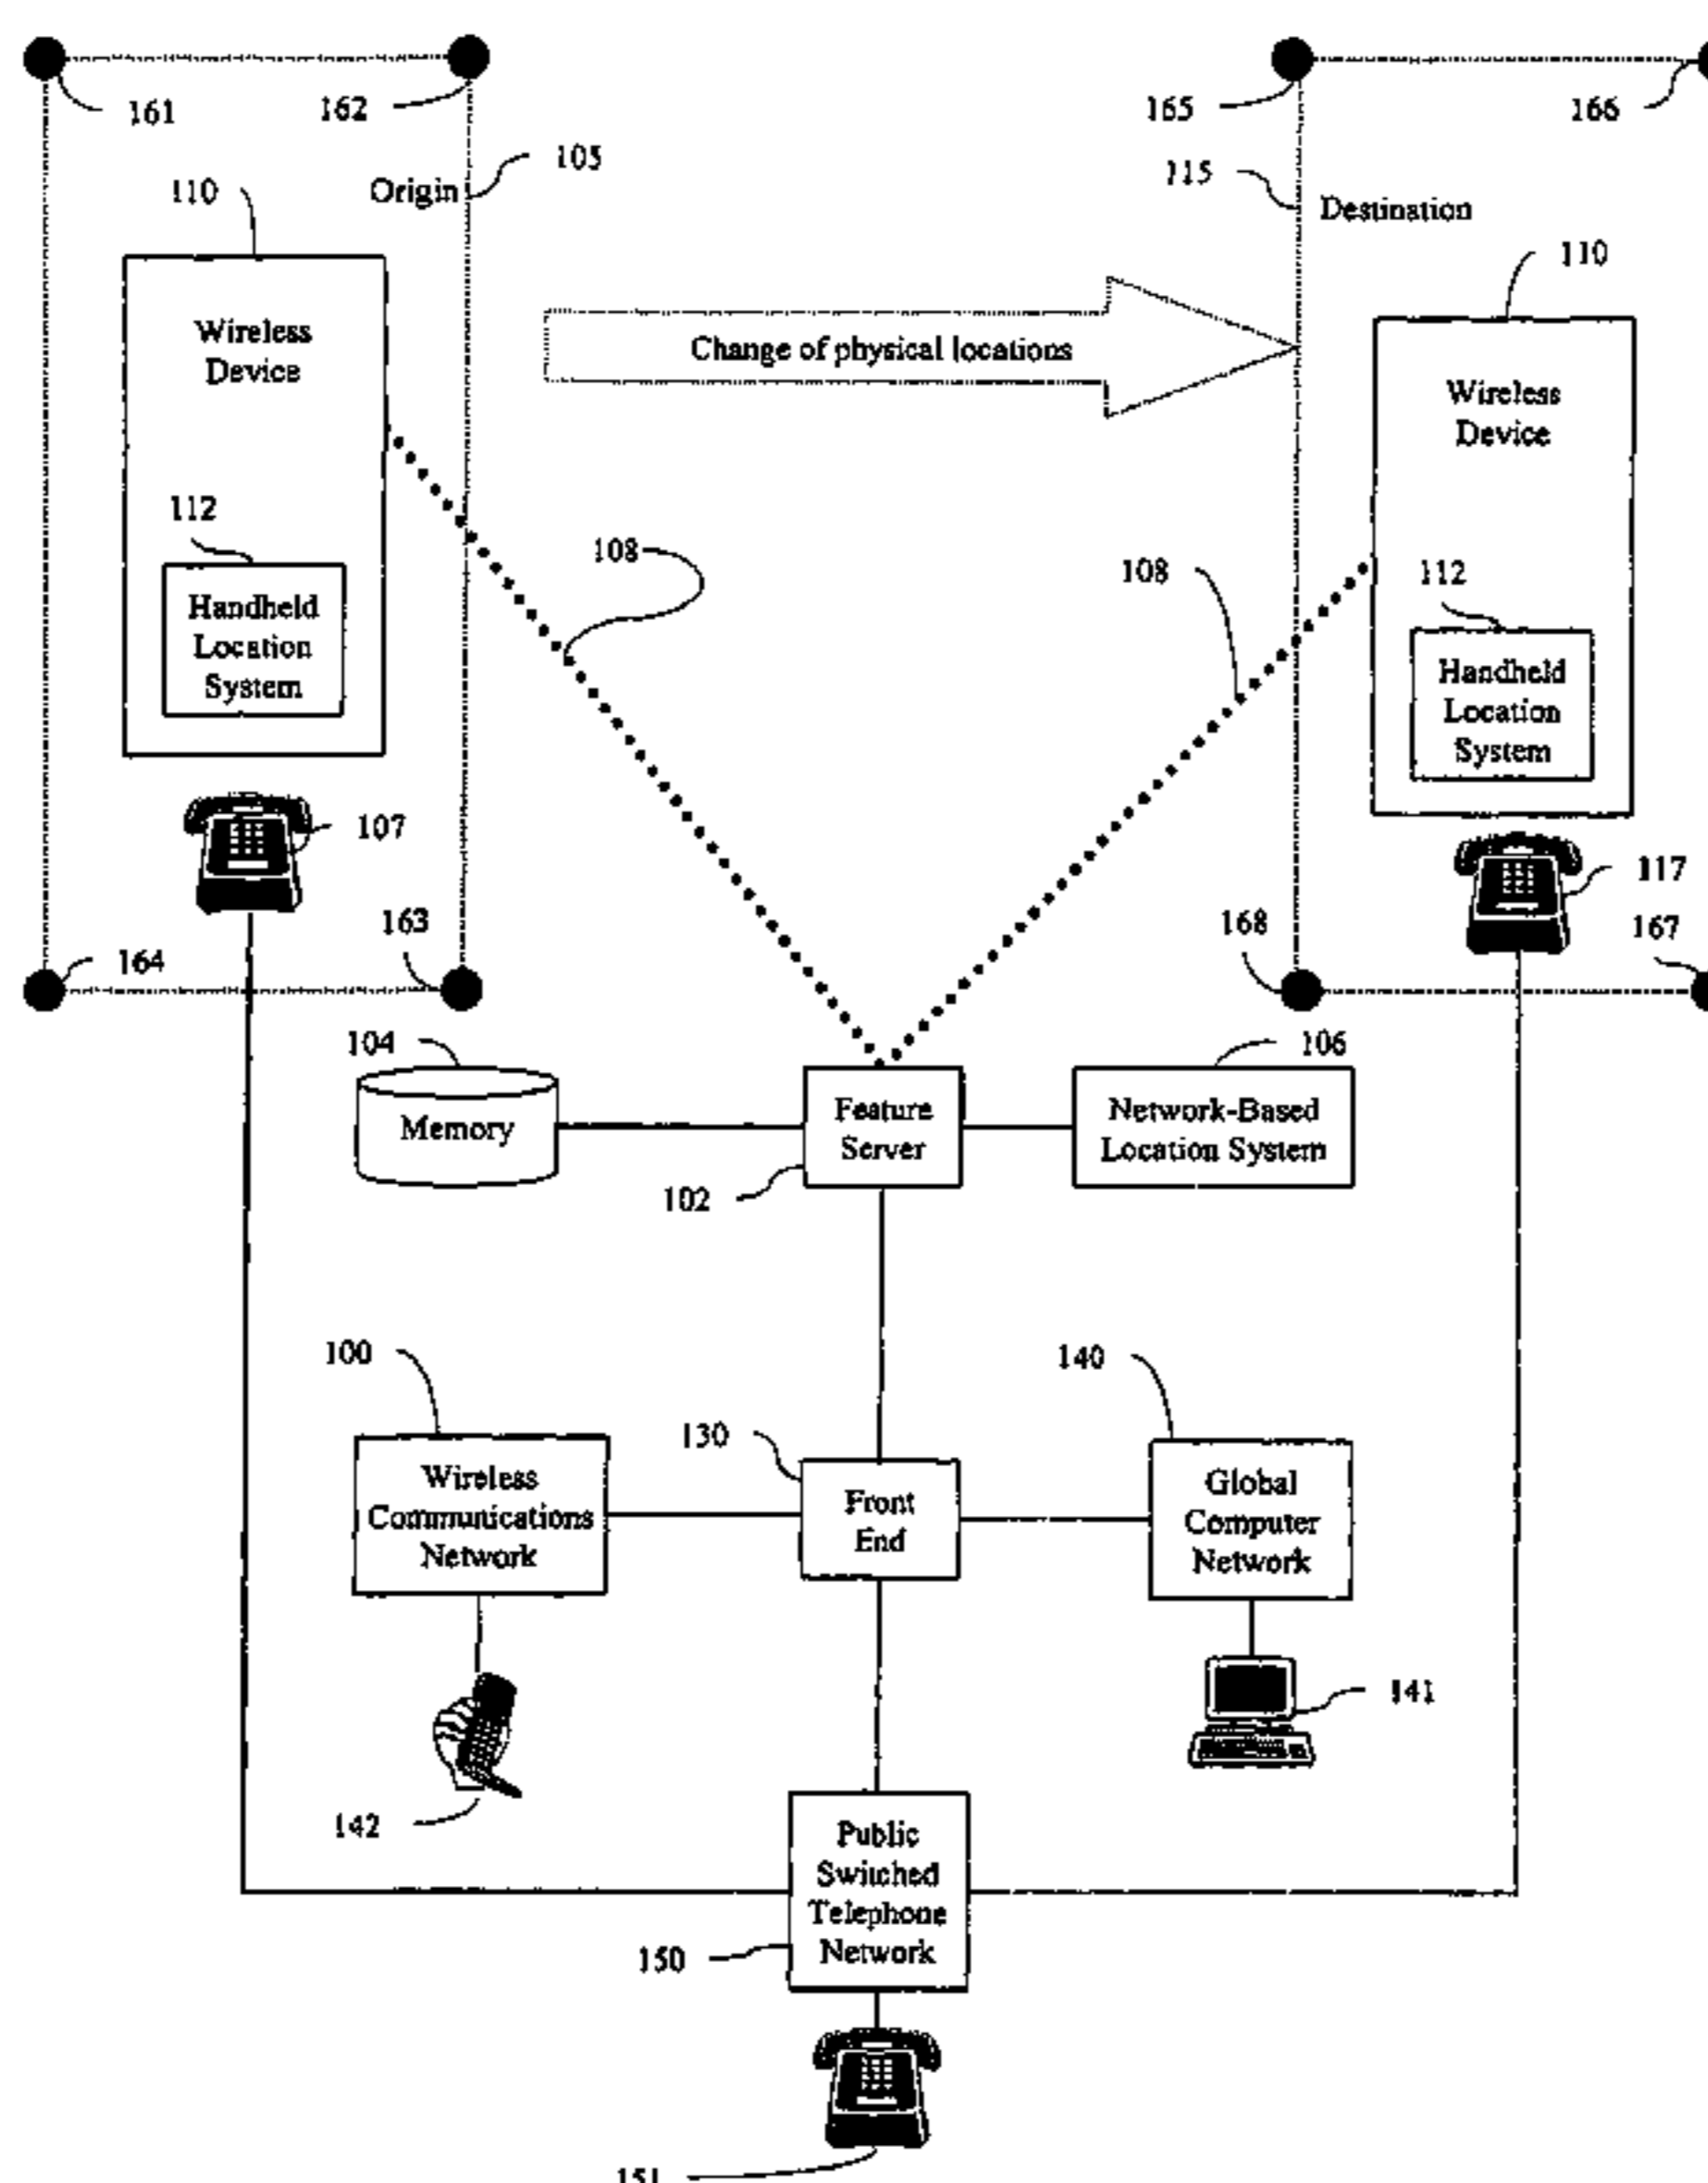 161
162
165
166
105
115
Origin
Destination
110
110
Wireless
Device
Change of physical locations
Wireless
Device
112
108
108
112
Handheld
Location
System
Handheld
Location
System
107
117
163
168
167
164
104
106
Memory
Feature
Server
Network-Based
Location System
102
100
140
130
Wireless
Communications
Network
Front
End
Global
Computer
Network
141
142
Public
Switched
Telephone
Network
150
151